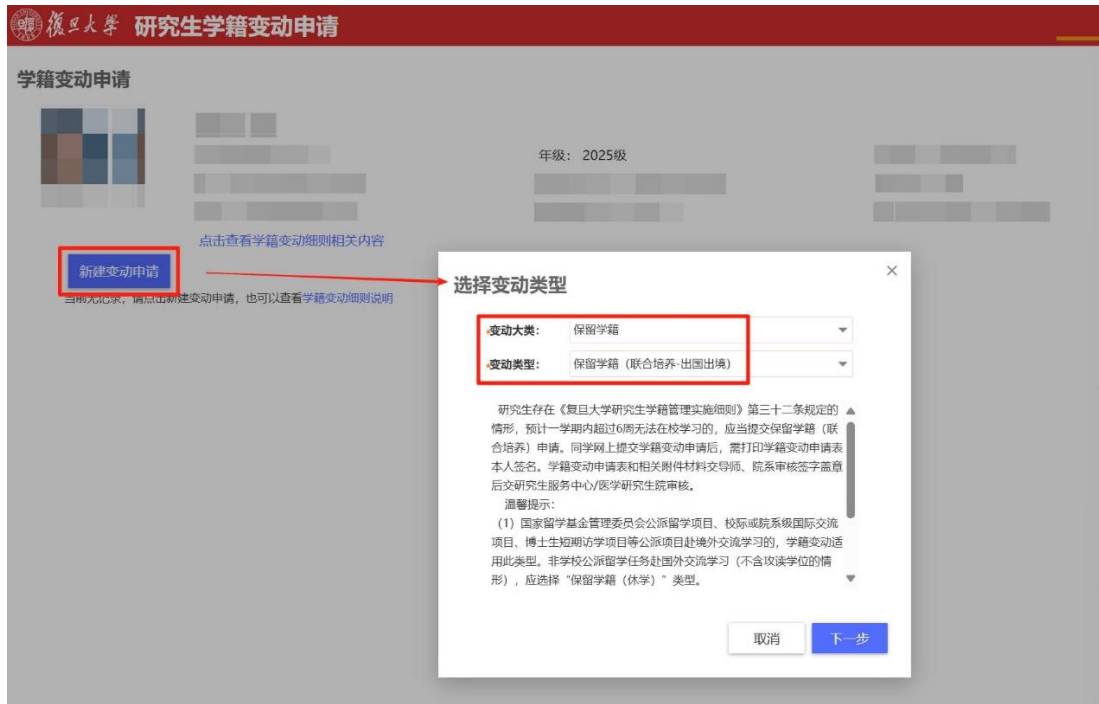 復旦大学 研究生学籍变动申请
学籍变动申请
年级： 2025级
点击查看学籍变动细则相关内容
新建变动申请
当前无记录，请点击新建变动申请，也可以查看学籍变动细则说明
选择变动类型
×
*变动大类： 保留学籍
*变动类型： 保留学籍（联合培养-出国出境）
研究生存在《复旦大学研究生学籍管理实施细则》第三十二条规定的
情形，预计一学期内超过6周无法在校学习的，应当提交保留学籍（联
合培养）申请。同学网上提交学籍变动申请后，需打印学籍变动申请表
本人签名。学籍变动申请表和相关附件材料交导师、院系审核签字盖章
后交研究生服务中心/医学研究生院审核。
温馨提示：
（1）国家留学基金管理委员会公派留学项目、校际或院系级国际交流
项目、博士生短期访学项目等公派项目赴境外交流学习的，学籍变动适
用此类型。非学校公派留学任务赴国外交流学习（不含攻读学位的情
形），应选择“保留学籍（休学）”类型。
取消 下一步